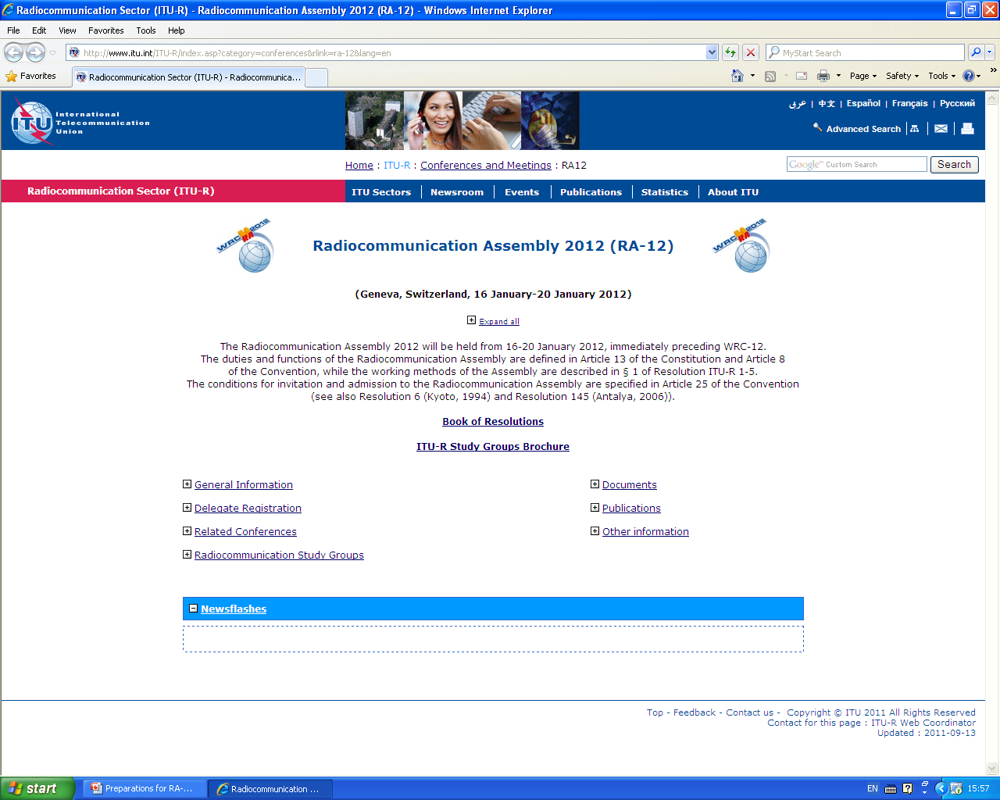 Radiocommunication Sector (ITU-R) - Radiocommunication Assembly 2012 (RA-12) - Windows Internet Explorer
File Edit View Favorites Tools Help
http://www.itu.int/ITU-R/index.asp?category=conferences&rlink=ra-12&lang=en
MyStart Search
Favorites
Radiocommunication Sector (ITU-R) - Radiocommunica...
Page Safety Tools
ITU
International
Telecommunication
Union
عربي | 中文 | Español | Français | Русский
Advanced Search
Home : ITU-R : Conferences and Meetings : RA12
Google™ Custom Search
Search
Radiocommunication Sector (ITU-R)
ITU Sectors Newsroom Events Publications Statistics About ITU
WRC RA 2012
Radiocommunication Assembly 2012 (RA-12)
WRC RA 2012
(Geneva, Switzerland, 16 January-20 January 2012)
Expand all
The Radiocommunication Assembly 2012 will be held from 16-20 January 2012, immediately preceding WRC-12.
The duties and functions of the Radiocommunication Assembly are defined in Article 13 of the Constitution and Article 8
of the Convention, while the working methods of the Assembly are described in § 1 of Resolution ITU-R 1-5.
The conditions for invitation and admission to the Radiocommunication Assembly are specified in Article 25 of the Convention
(see also Resolution 6 (Kyoto, 1994) and Resolution 145 (Antalya, 2006)).
Book of Resolutions
ITU-R Study Groups Brochure
General Information
Delegate Registration
Related Conferences
Radiocommunication Study Groups
Documents
Publications
Other information
Newsflashes
Top - Feedback - Contact us - Copyright © ITU 2011 All Rights Reserved
Contact for this page : ITU-R Web Coordinator
Updated : 2011-09-13
start
Preparations for RA-...
Radiocommunication ...
EN
15:57